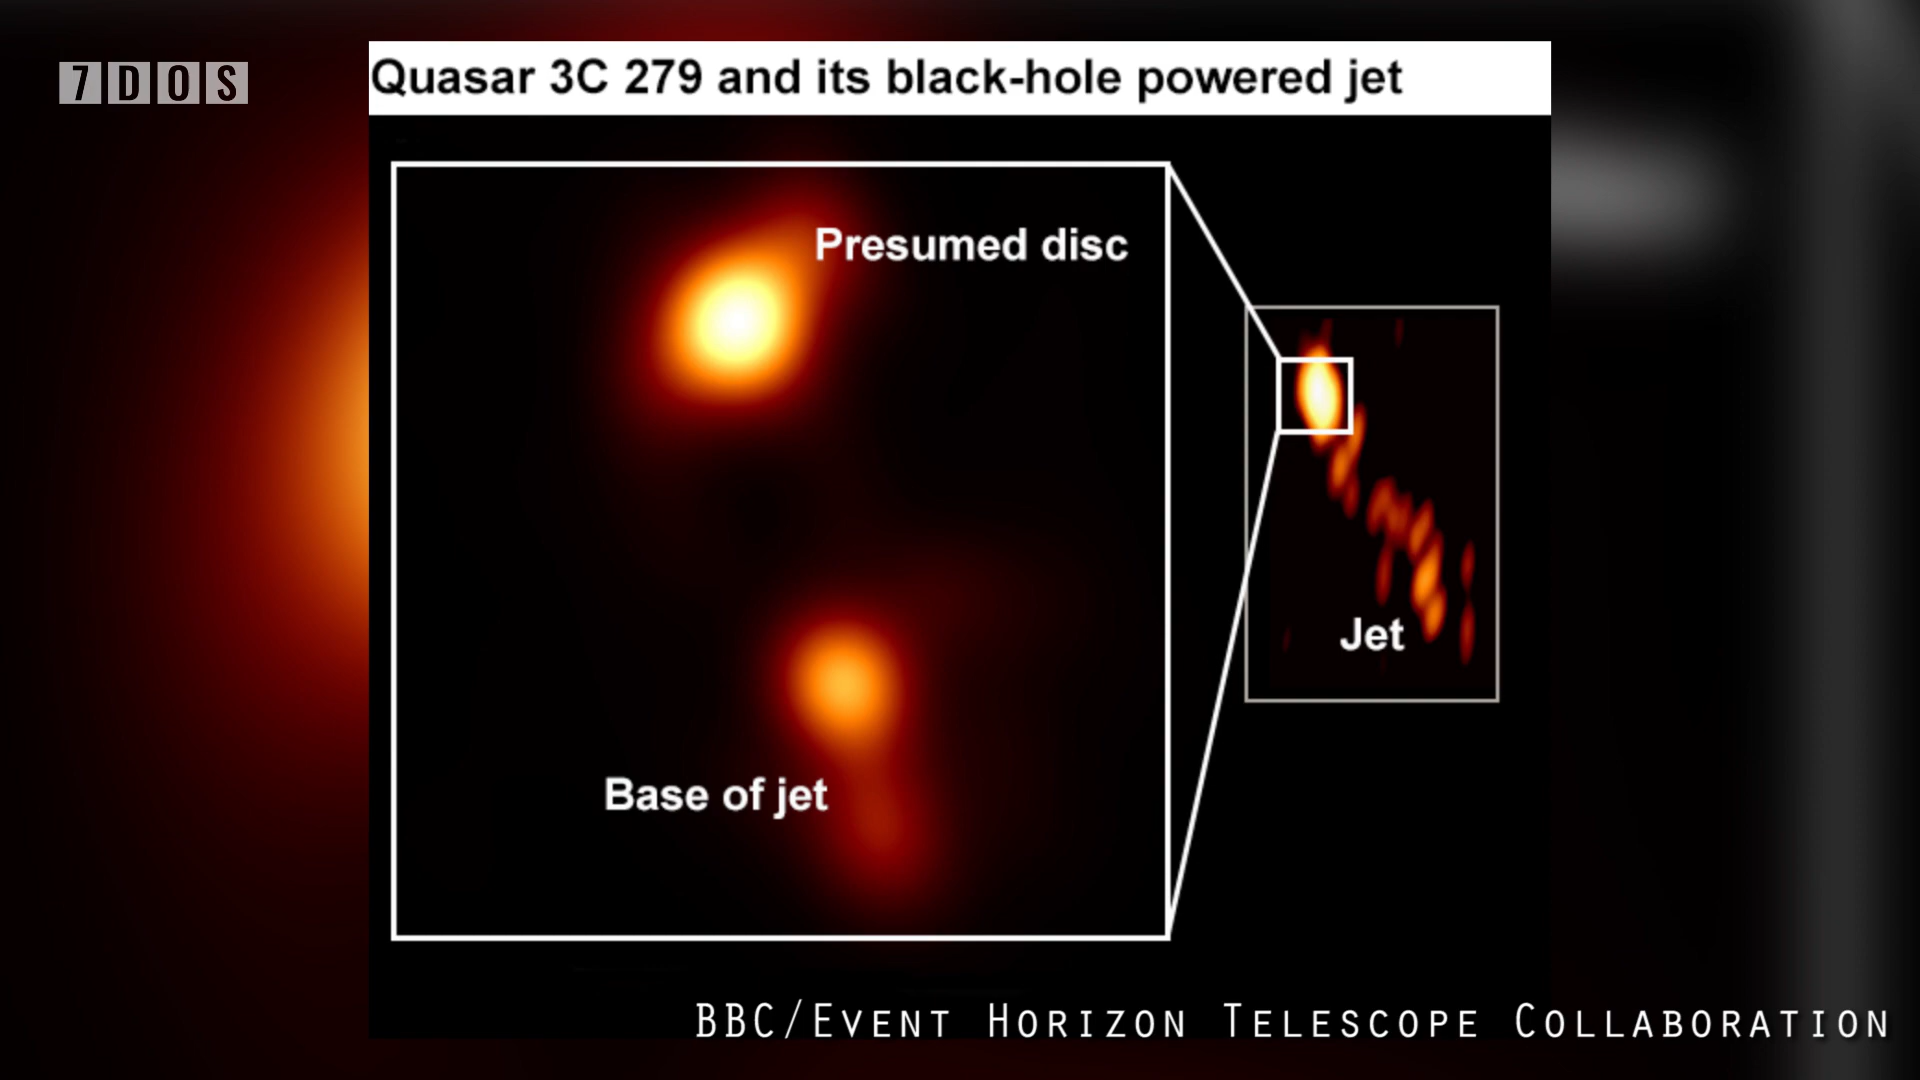 7DOS
Quasar 3C 279 and its black-hole powered jet
Presumed disc
Jet
Base of jet
BBC/Event Horizon Telescope Collaboration